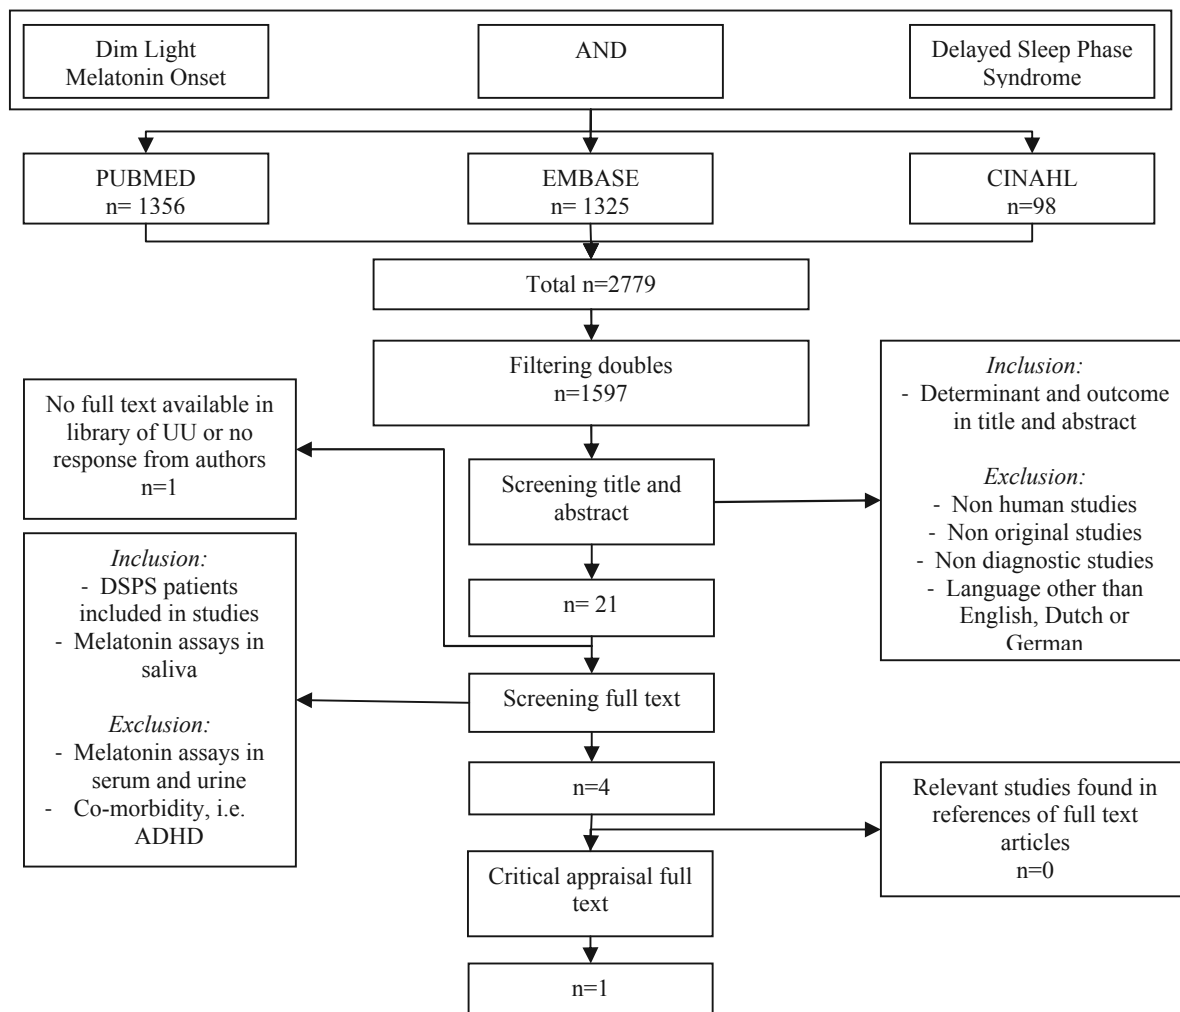 Dim Light
Melatonin Onset
AND
Delayed Sleep Phase
Syndrome
PUBMED
n= 1356
EMBASE
n= 1325
CINAHL
n=98
Total n=2779
Filtering doubles
n=1597
No full text available in
library of UU or no
response from authors
n=1
Inclusion:
- Determinant and outcome
in title and abstract
Exclusion:
- Non human studies
- Non original studies
- Non diagnostic studies
- Language other than
English, Dutch or
German
Screening title and
abstract
n= 21
Inclusion:
- DSPS patients
included in studies
- Melatonin assays in
saliva
Exclusion:
- Melatonin assays in
serum and urine
- Co-morbidity, i.e.
ADHD
Screening full text
n=4
Relevant studies found in
references of full text
articles
n=0
Critical appraisal full
text
n=1